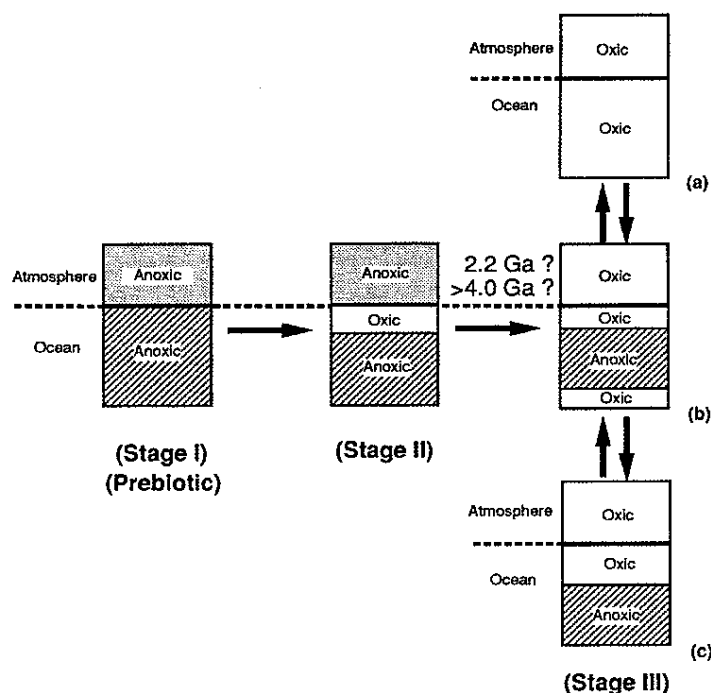 Atmosphere
Oxic
Ocean
Oxic
(a)
Atmosphere
Anoxic
Anoxic
2.2 Ga ?
>4.0 Ga ?
Oxic
Oxic
Oxic
Ocean
Anoxic
Anoxic
Anoxic
Oxic
(b)
(Stage I)
(Prebiotic)
(Stage II)
Atmosphere
Oxic
Ocean
Oxic
Anoxic
(c)
(Stage III)